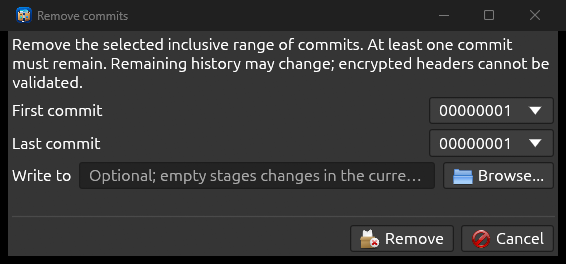 Remove commits
Remove the selected inclusive range of commits. At least one commit
must remain. Remaining history may change; encrypted headers cannot be
validated.
First commit 00000001
Last commit 00000001
Write to Optional; empty stages changes in the curre... Browse...
Remove Cancel